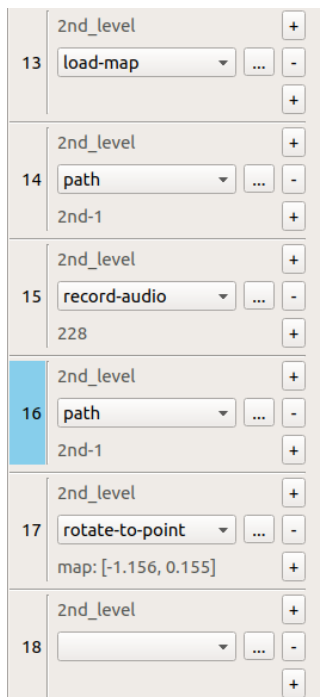 2nd_level +
13 load-map ... -
+
2nd_level +
14 path ... -
2nd-1 +
2nd_level +
15 record-audio ... -
228 +
2nd_level +
16 path ... -
2nd-1 +
2nd_level +
17 rotate-to-point ... -
map: [-1.156, 0.155] +
2nd_level +
18 ... -
+